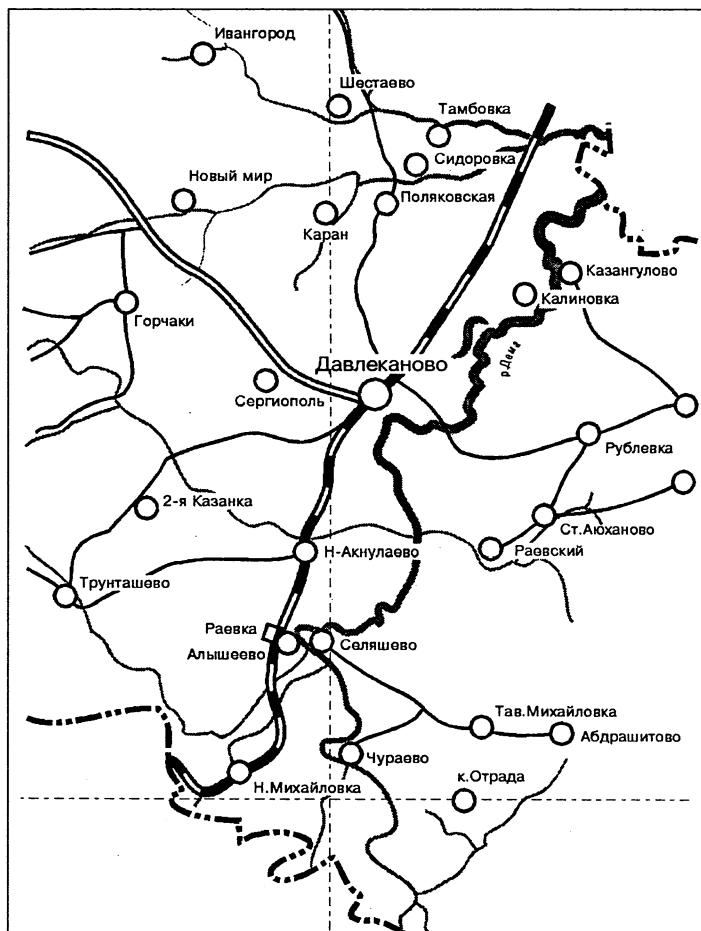 Ивангород
Шестаево
Тамбовка
Сидоровка
Новый мир
Поляковская
Каран
Казангулово
Калиновка
Горчаки
р.Дема
Давлеканово
Сергиополь
Рублевка
2-я Казанка
Ст.Аюханово
Н-Акнулаево
Раевский
Трунташево
Раевка
Алышеево
Селяшево
Тав.Михайловка
Абдрашитово
Чураево
к.Отрада
Н.Михайловка